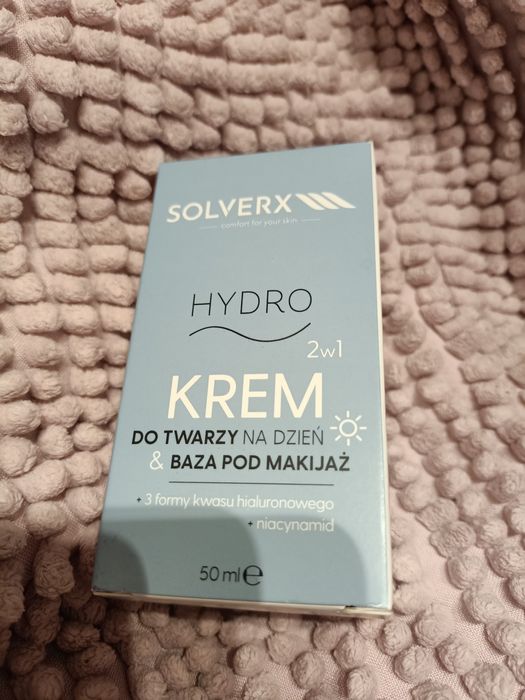 SOLVERX
comfort for your skin
HYDRO
2w1
KREM
DO TWARZY NA DZIEŃ
& BAZA POD MAKIJAŻ
+ 3 formy kwasu hialuronowego
+ niacynamid
50 ml ℮